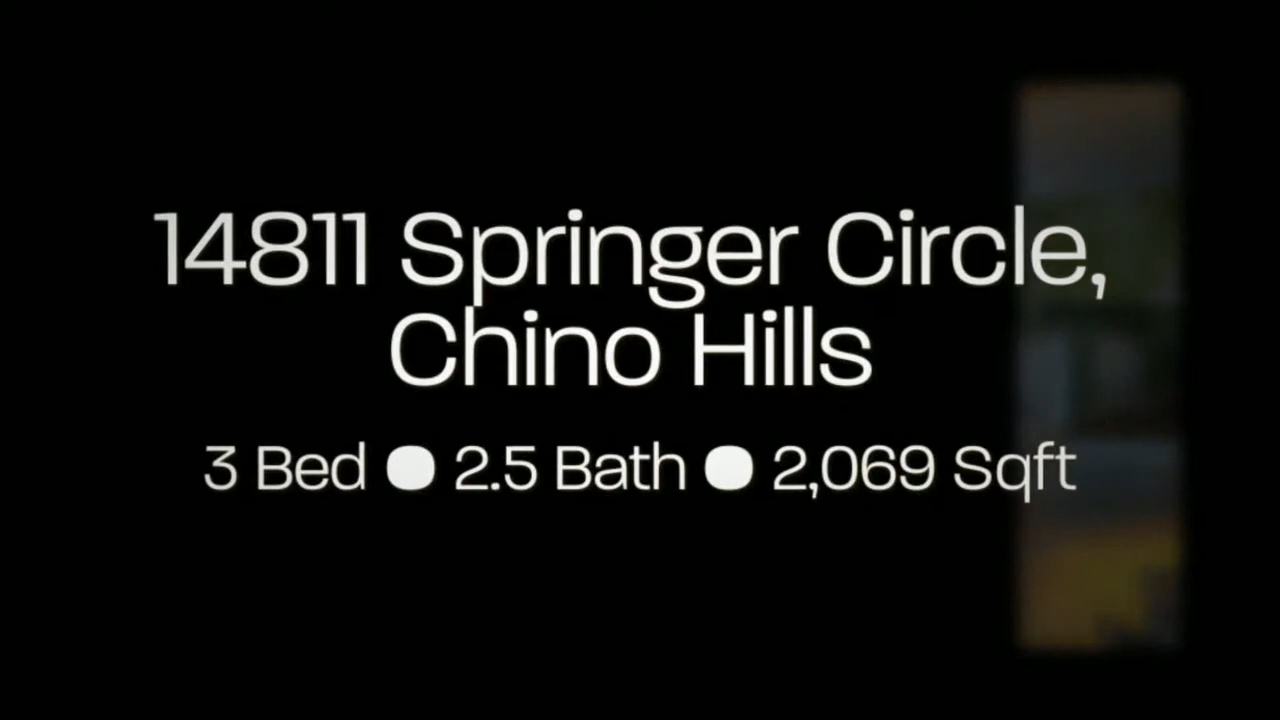 14811 Springer Circle,
Chino Hills
3 Bed ● 2.5 Bath ● 2,069 Sqft